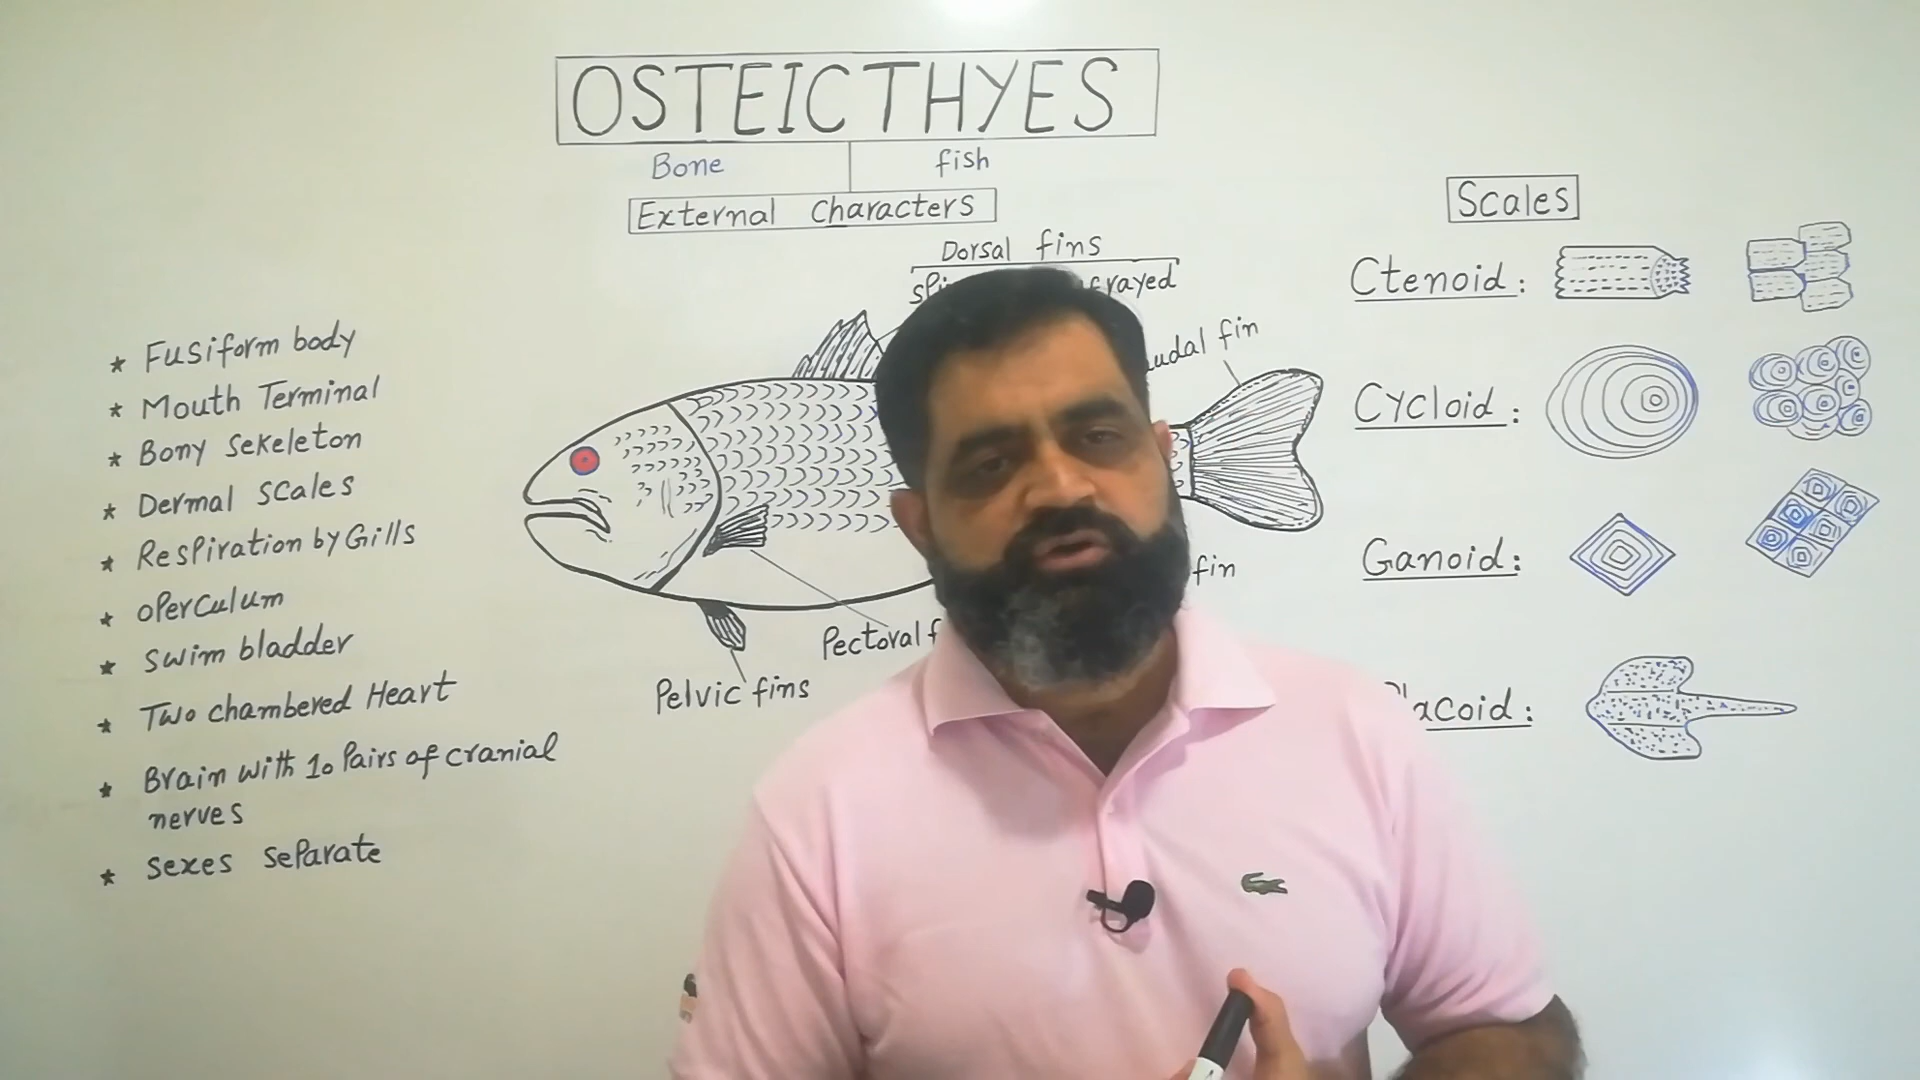 OSTEICTHYES
Bone fish
External Characters
Dorsal fins
frayed
fin
fin
Pectoral
Pelvic fins
* Fusiform body
* Mouth Terminal
* Bony Sekeleton
* Dermal Scales
* Respiration by Gills
* operculum
* Swim bladder
* Two chambered Heart
* Brain with 10 Pairs of cranial
nerves
* Sexes separate
Scales
Ctenoid :
Cycloid :
Ganoid :